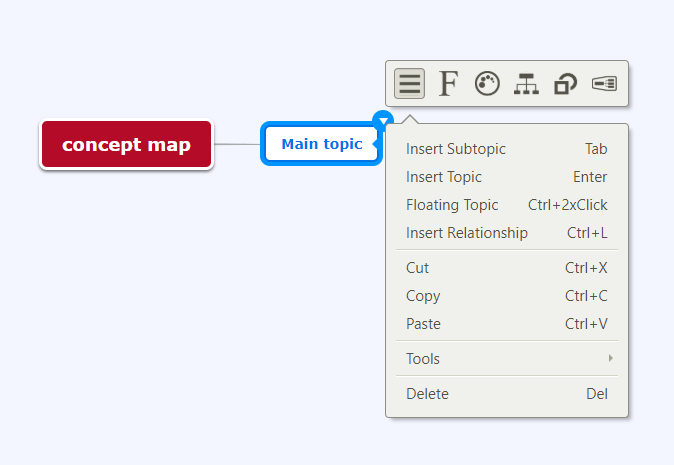 F
concept map
Main topic
Insert Subtopic Tab
Insert Topic Enter
Floating Topic Ctrl+2xClick
Insert Relationship Ctrl+L
Cut Ctrl+X
Copy Ctrl+C
Paste Ctrl+V
Tools
Delete Del